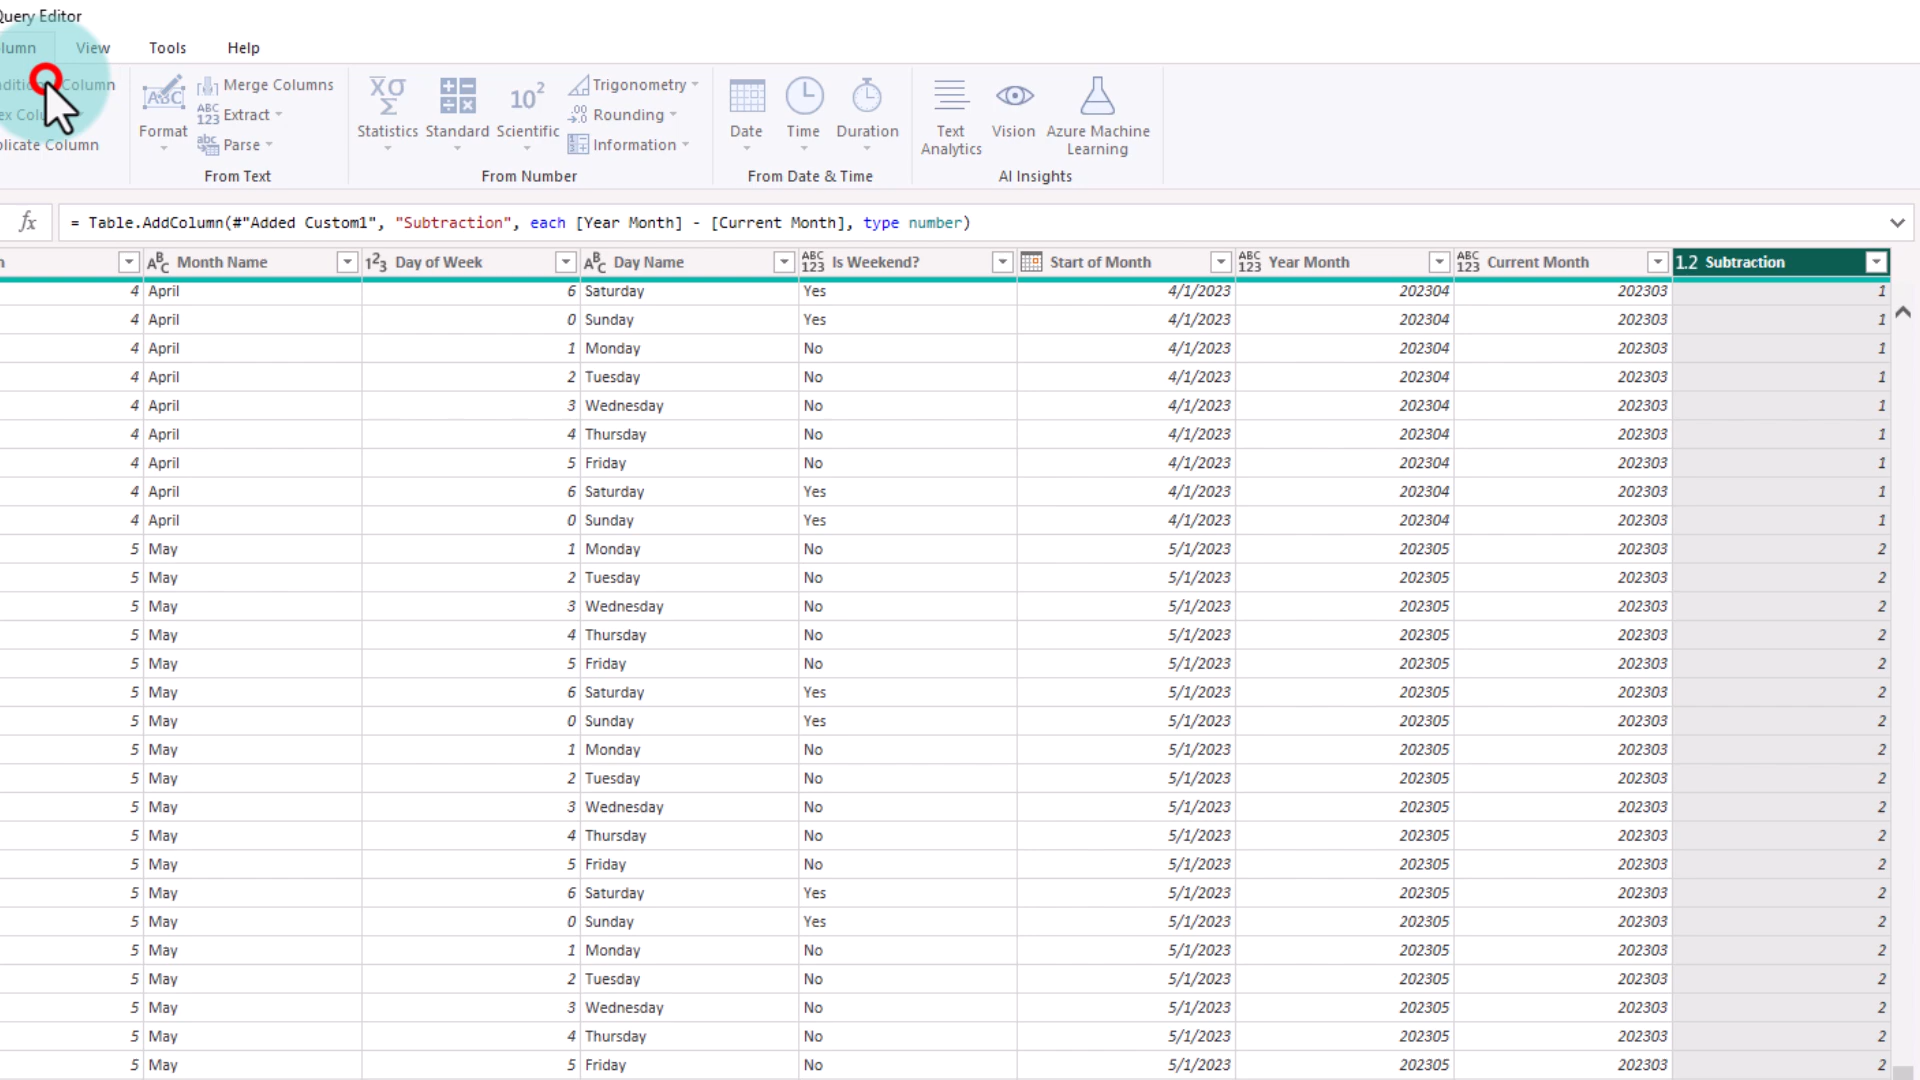 Query Editor
lumn View Tools Help
Column
ex Colu
plicate Column
Format
Merge Columns
Extract
Parse
From Text
Statistics Standard Scientific
Trigonometry
Rounding
Information
From Number
Date Time Duration
From Date & Time
Text Analytics
Vision
Azure Machine Learning
AI Insights
fx = Table.AddColumn(#"Added Custom1", "Subtraction", each [Year Month] - [Current Month], type number)
Month Name Day of Week Day Name Is Weekend? Start of Month Year Month Current Month 1.2 Subtraction
4 April 6 Saturday Yes 4/1/2023 202304 202303 1
4 April 0 Sunday Yes 4/1/2023 202304 202303 1
4 April 1 Monday No 4/1/2023 202304 202303 1
4 April 2 Tuesday No 4/1/2023 202304 202303 1
4 April 3 Wednesday No 4/1/2023 202304 202303 1
4 April 4 Thursday No 4/1/2023 202304 202303 1
4 April 5 Friday No 4/1/2023 202304 202303 1
4 April 6 Saturday Yes 4/1/2023 202304 202303 1
4 April 0 Sunday Yes 4/1/2023 202304 202303 1
5 May 1 Monday No 5/1/2023 202305 202303 2
5 May 2 Tuesday No 5/1/2023 202305 202303 2
5 May 3 Wednesday No 5/1/2023 202305 202303 2
5 May 4 Thursday No 5/1/2023 202305 202303 2
5 May 5 Friday No 5/1/2023 202305 202303 2
5 May 6 Saturday Yes 5/1/2023 202305 202303 2
5 May 0 Sunday Yes 5/1/2023 202305 202303 2
5 May 1 Monday No 5/1/2023 202305 202303 2
5 May 2 Tuesday No 5/1/2023 202305 202303 2
5 May 3 Wednesday No 5/1/2023 202305 202303 2
5 May 4 Thursday No 5/1/2023 202305 202303 2
5 May 5 Friday No 5/1/2023 202305 202303 2
5 May 6 Saturday Yes 5/1/2023 202305 202303 2
5 May 0 Sunday Yes 5/1/2023 202305 202303 2
5 May 1 Monday No 5/1/2023 202305 202303 2
5 May 2 Tuesday No 5/1/2023 202305 202303 2
5 May 3 Wednesday No 5/1/2023 202305 202303 2
5 May 4 Thursday No 5/1/2023 202305 202303 2
5 May 5 Friday No 5/1/2023 202305 202303 2